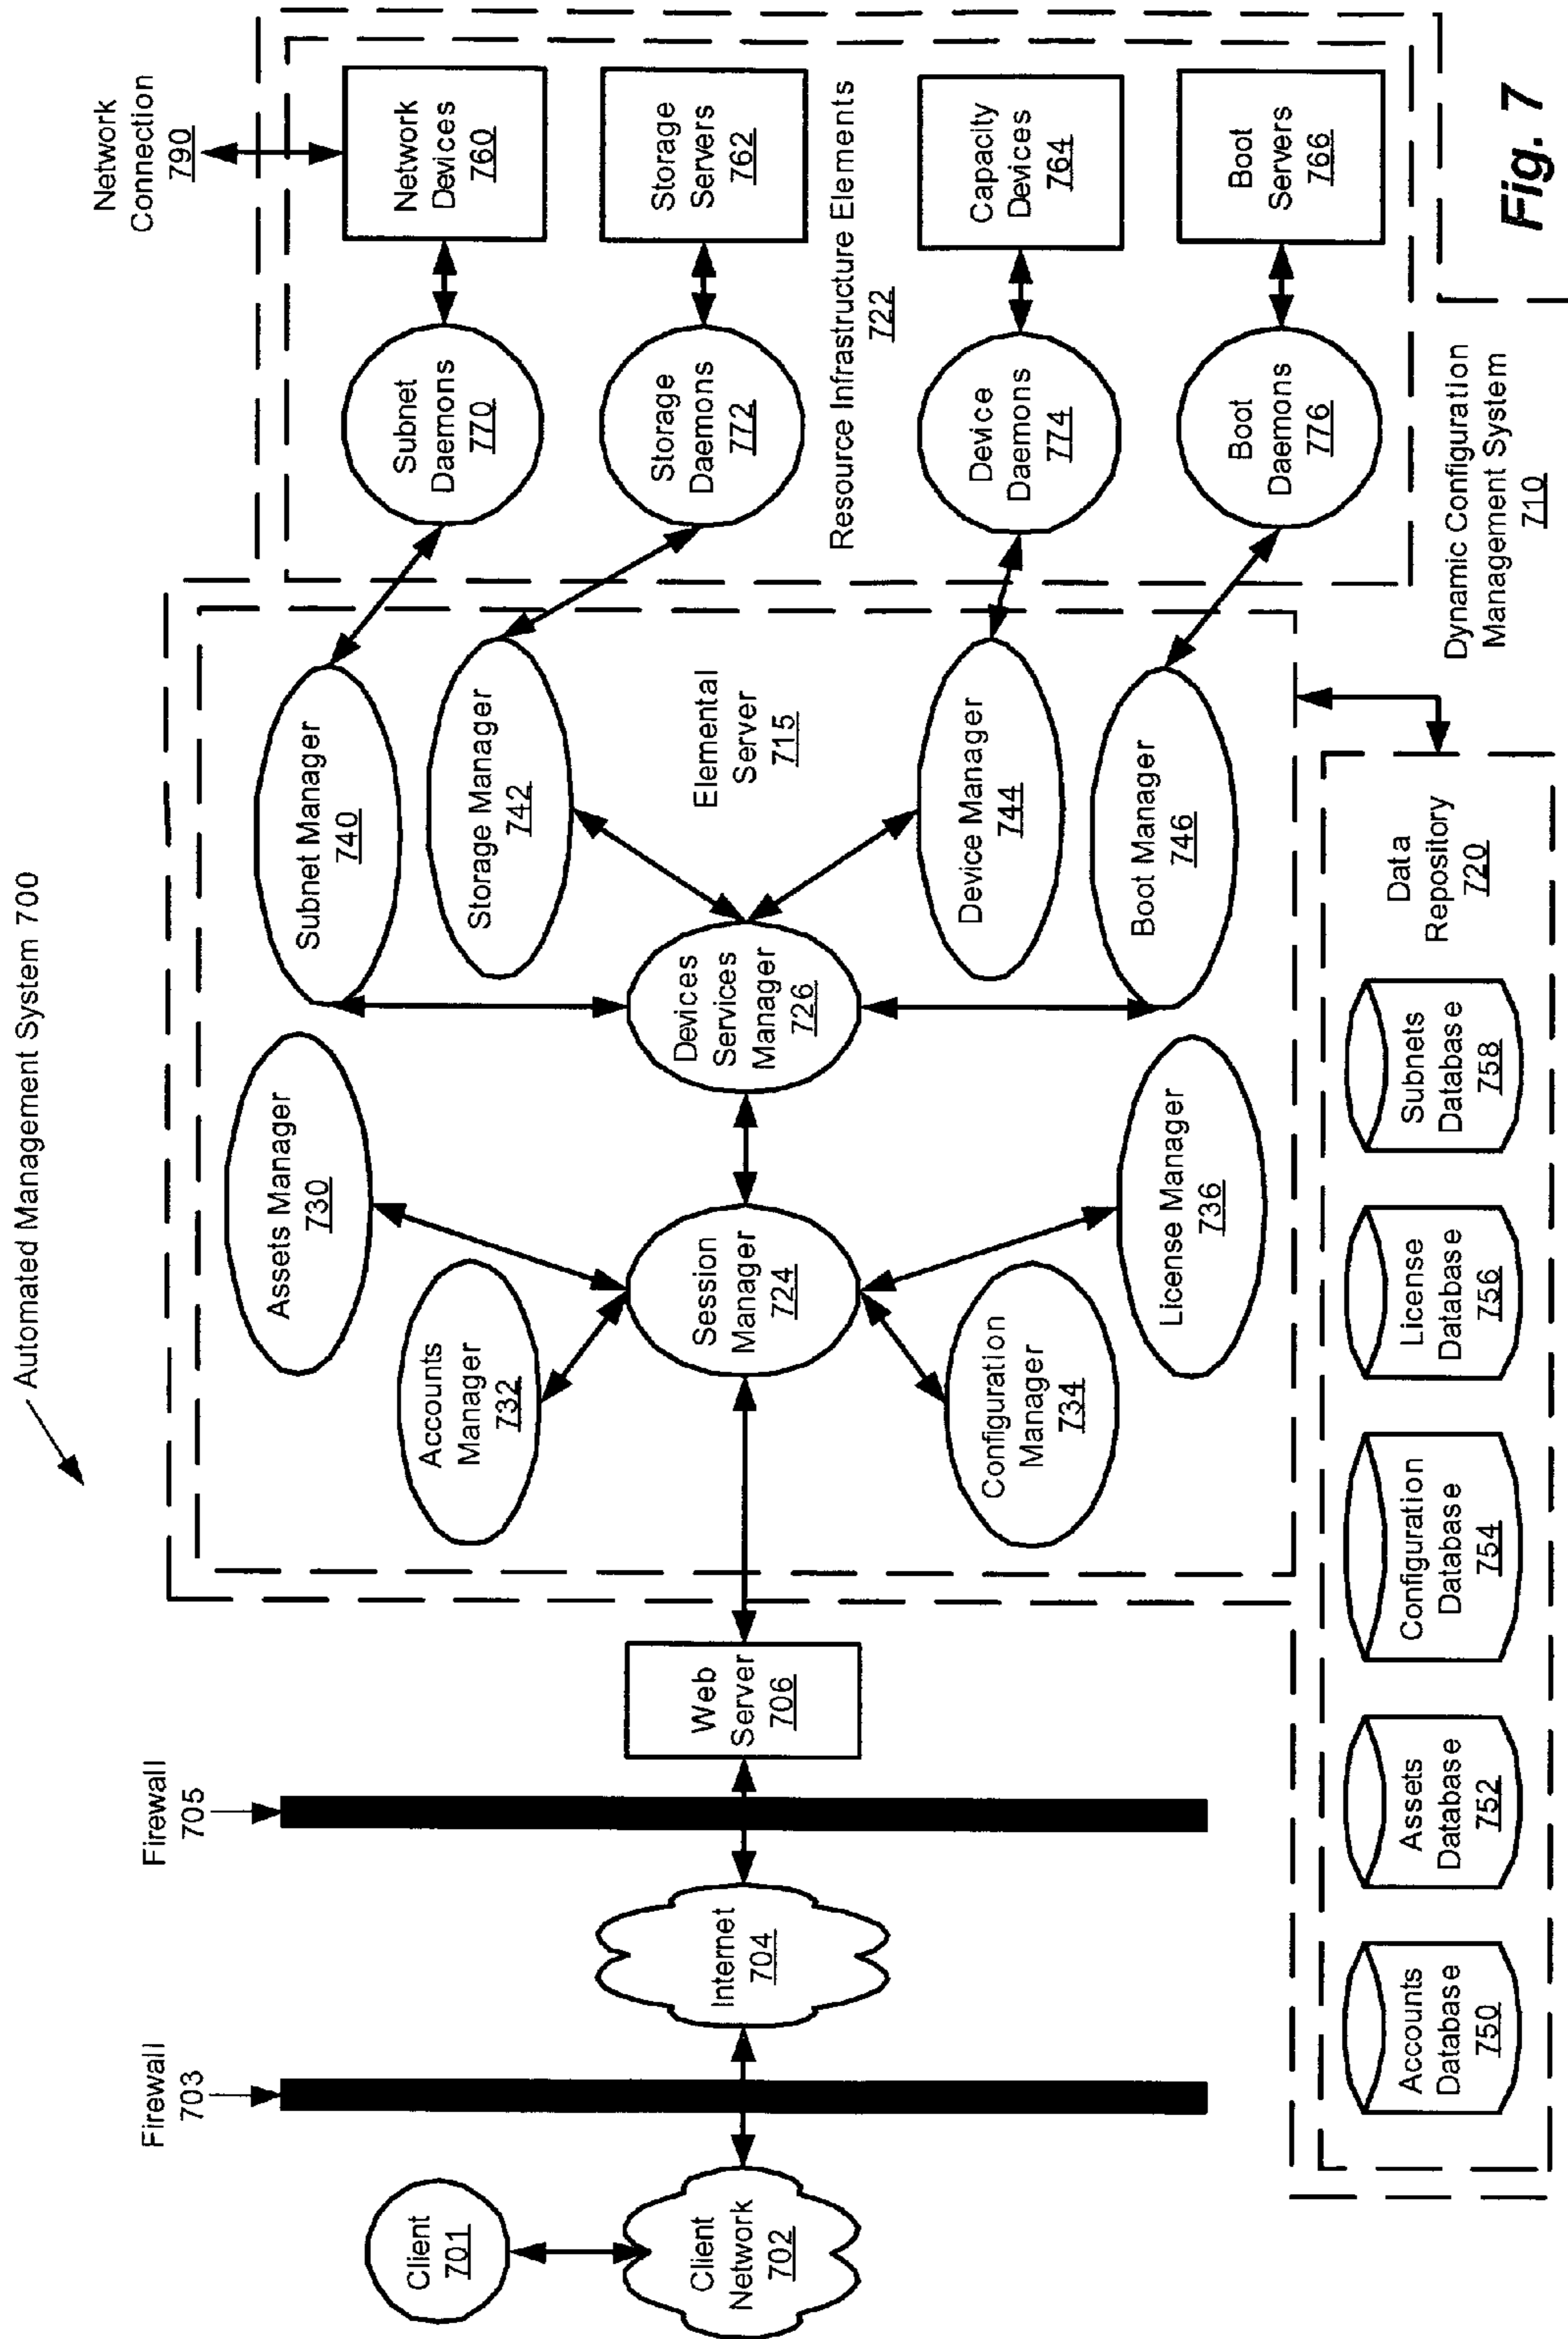 Automated Management System 700
Client
701
Client
Network
702
Firewall
703
Internet
704
Firewall
705
Web
Server
706
Accounts
Manager
732
Assets Manager
730
Session
Manager
724
Configuration
Manager
734
License Manager
736
Devices
Services
Manager
726
Subnet Manager
740
Storage Manager
742
Elemental
Server
715
Device Manager
744
Boot Manager
746
Network
Connection
790
Subnet
Daemons
770
Network
Devices
760
Storage
Daemons
772
Storage
Servers
762
Resource Infrastructure Elements
722
Device
Daemons
774
Capacity
Devices
764
Boot
Daemons
776
Boot
Servers
766
Dynamic Configuration
Management System
710
Accounts
Database
750
Assets
Database
752
Configuration
Database
754
License
Database
756
Subnets
Database
758
Data
Repository
720
Fig. 7